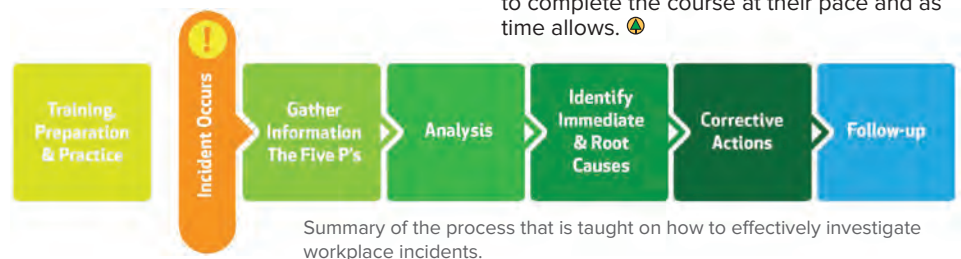 to complete the course at their pace and as
time allows.
Training,
Preparation
& Practice
!
Incident Occurs
Gather
Information
The Five P's
Analysis
Identify
Immediate
& Root
Causes
Corrective
Actions
Follow-up
Summary of the process that is taught on how to effectively investigate
workplace incidents.